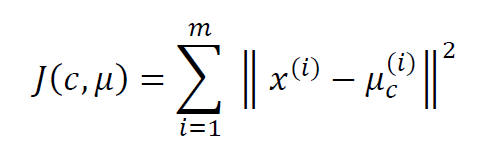 J(c, μ) = ∑_{i=1}^{m} ‖ x^{(i)} − μ_c^{(i)} ‖^2